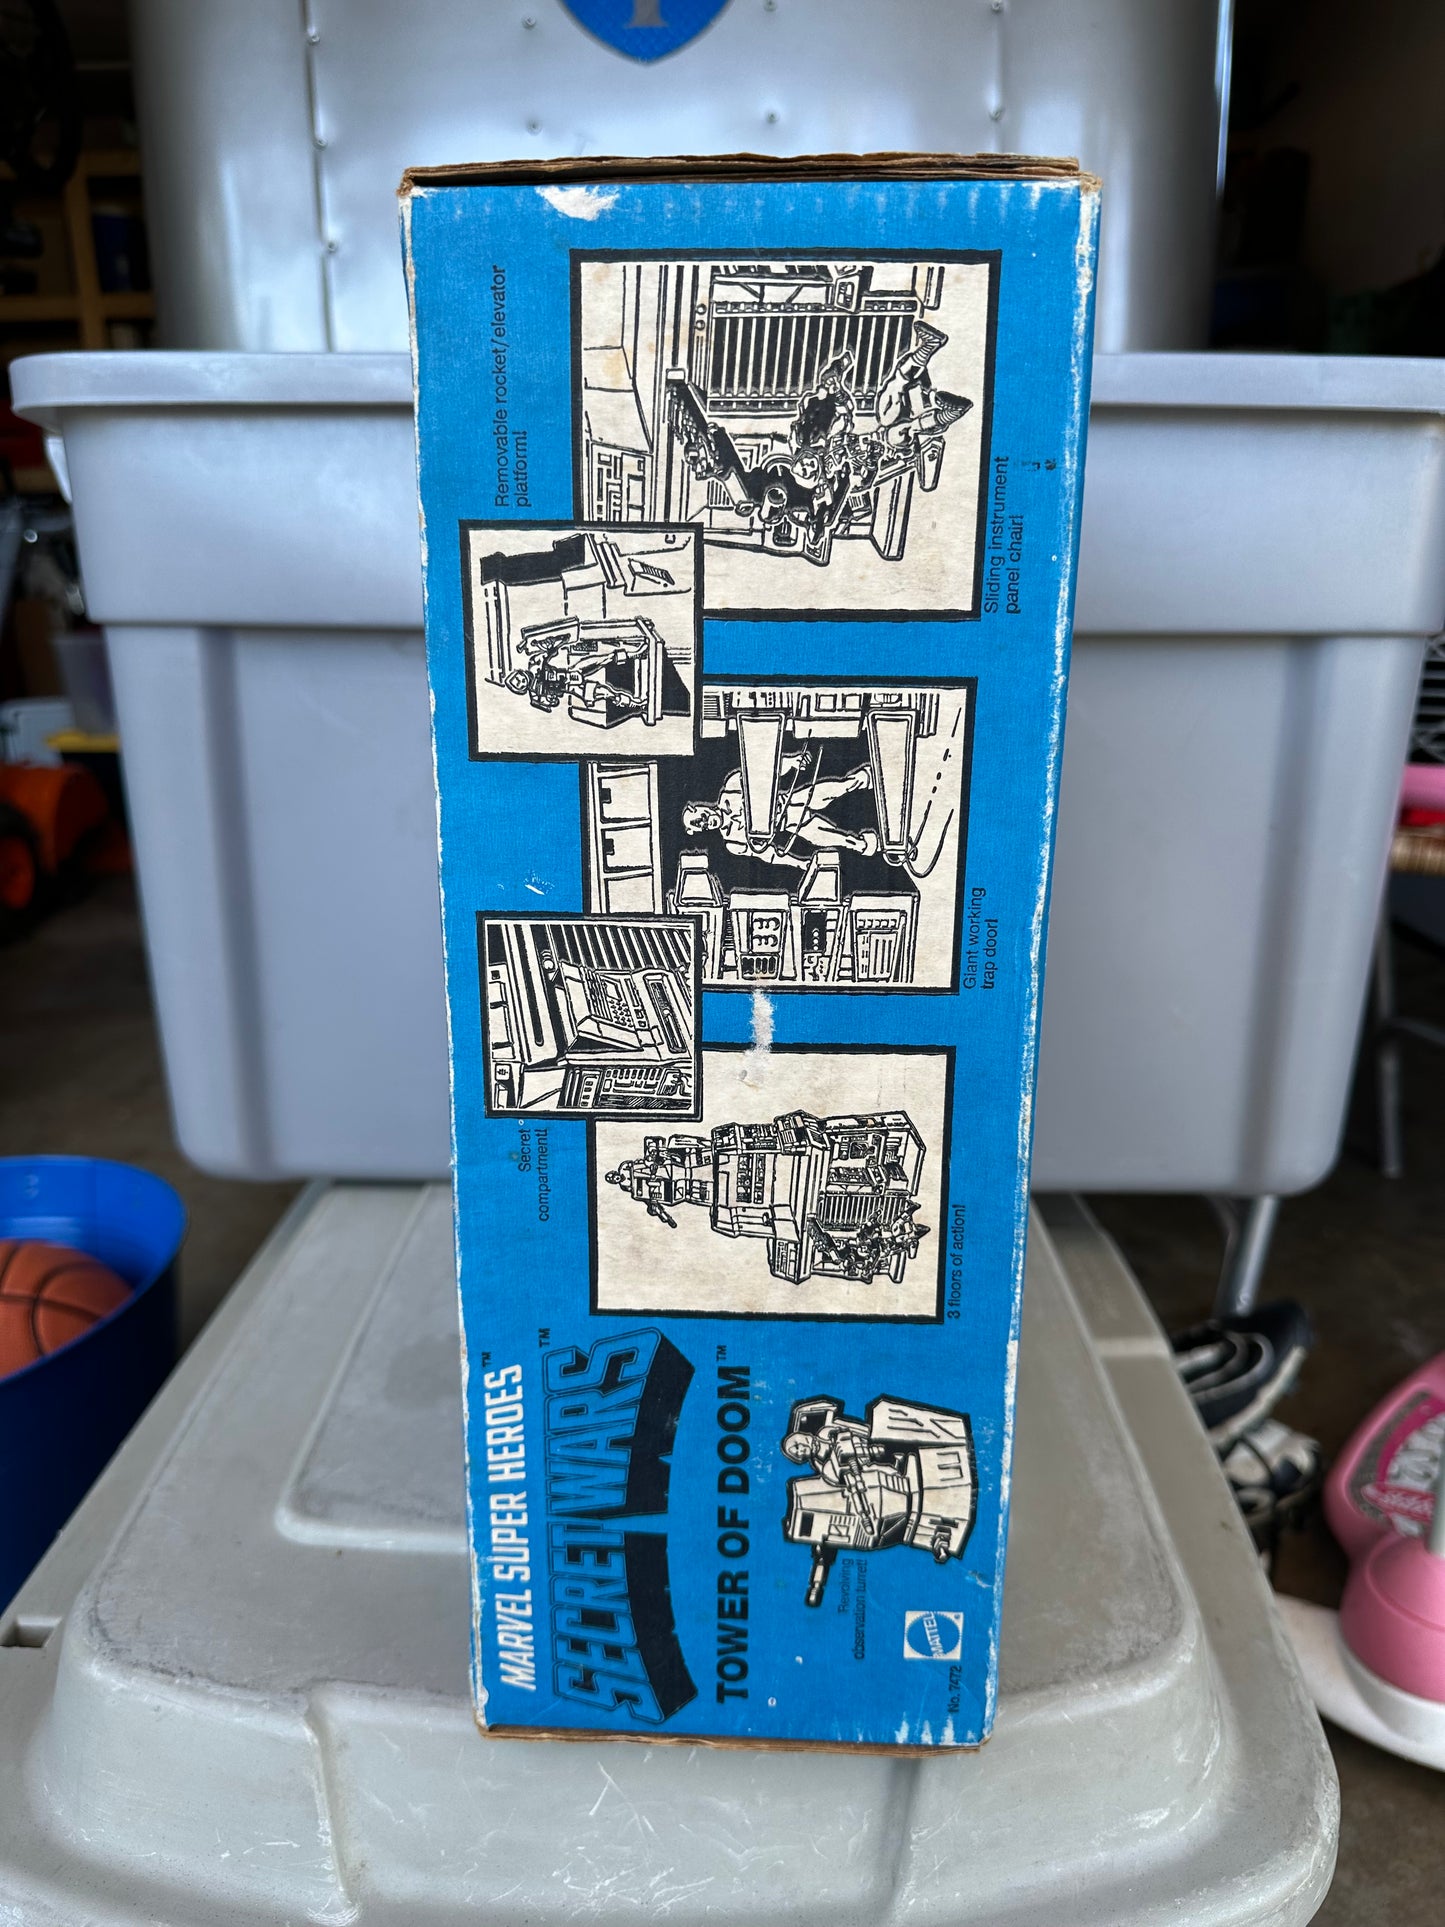 MARVEL SUPER HEROES™
SECRET WARS™
TOWER OF DOOM™
Revolving
observation turret!
MATTEL
No. 7472
3 floors of action!
Secret
compartment!
Giant working
trap door!
Removable rocket/elevator
platform!
Sliding instrument
panel chair!